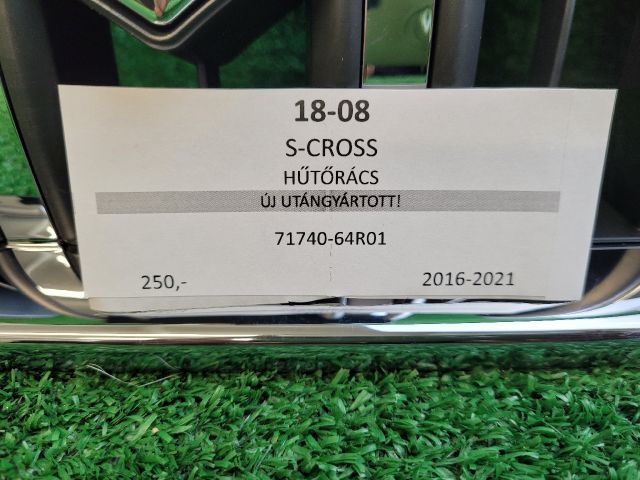 18-08
S-CROSS
HŰTŐRÁCS
ÚJ UTÁNGYÁRTOTT!
71740-64R01
250,- 2016-2021